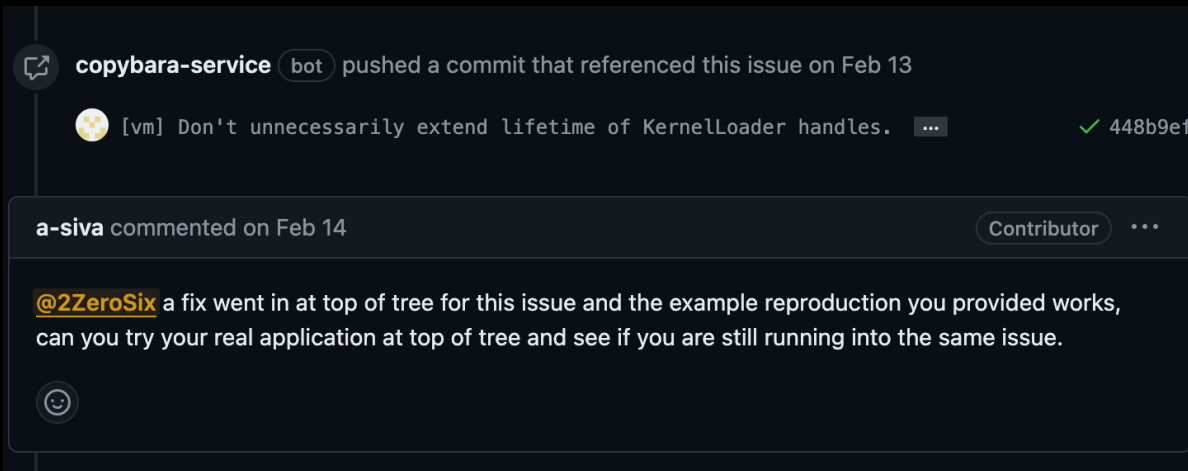 copybara-service bot pushed a commit that referenced this issue on Feb 13
[vm] Don't unnecessarily extend lifetime of KernelLoader handles. ... 448b9ef
a-siva commented on Feb 14 Contributor ...
@2ZeroSix a fix went in at top of tree for this issue and the example reproduction you provided works,
can you try your real application at top of tree and see if you are still running into the same issue.